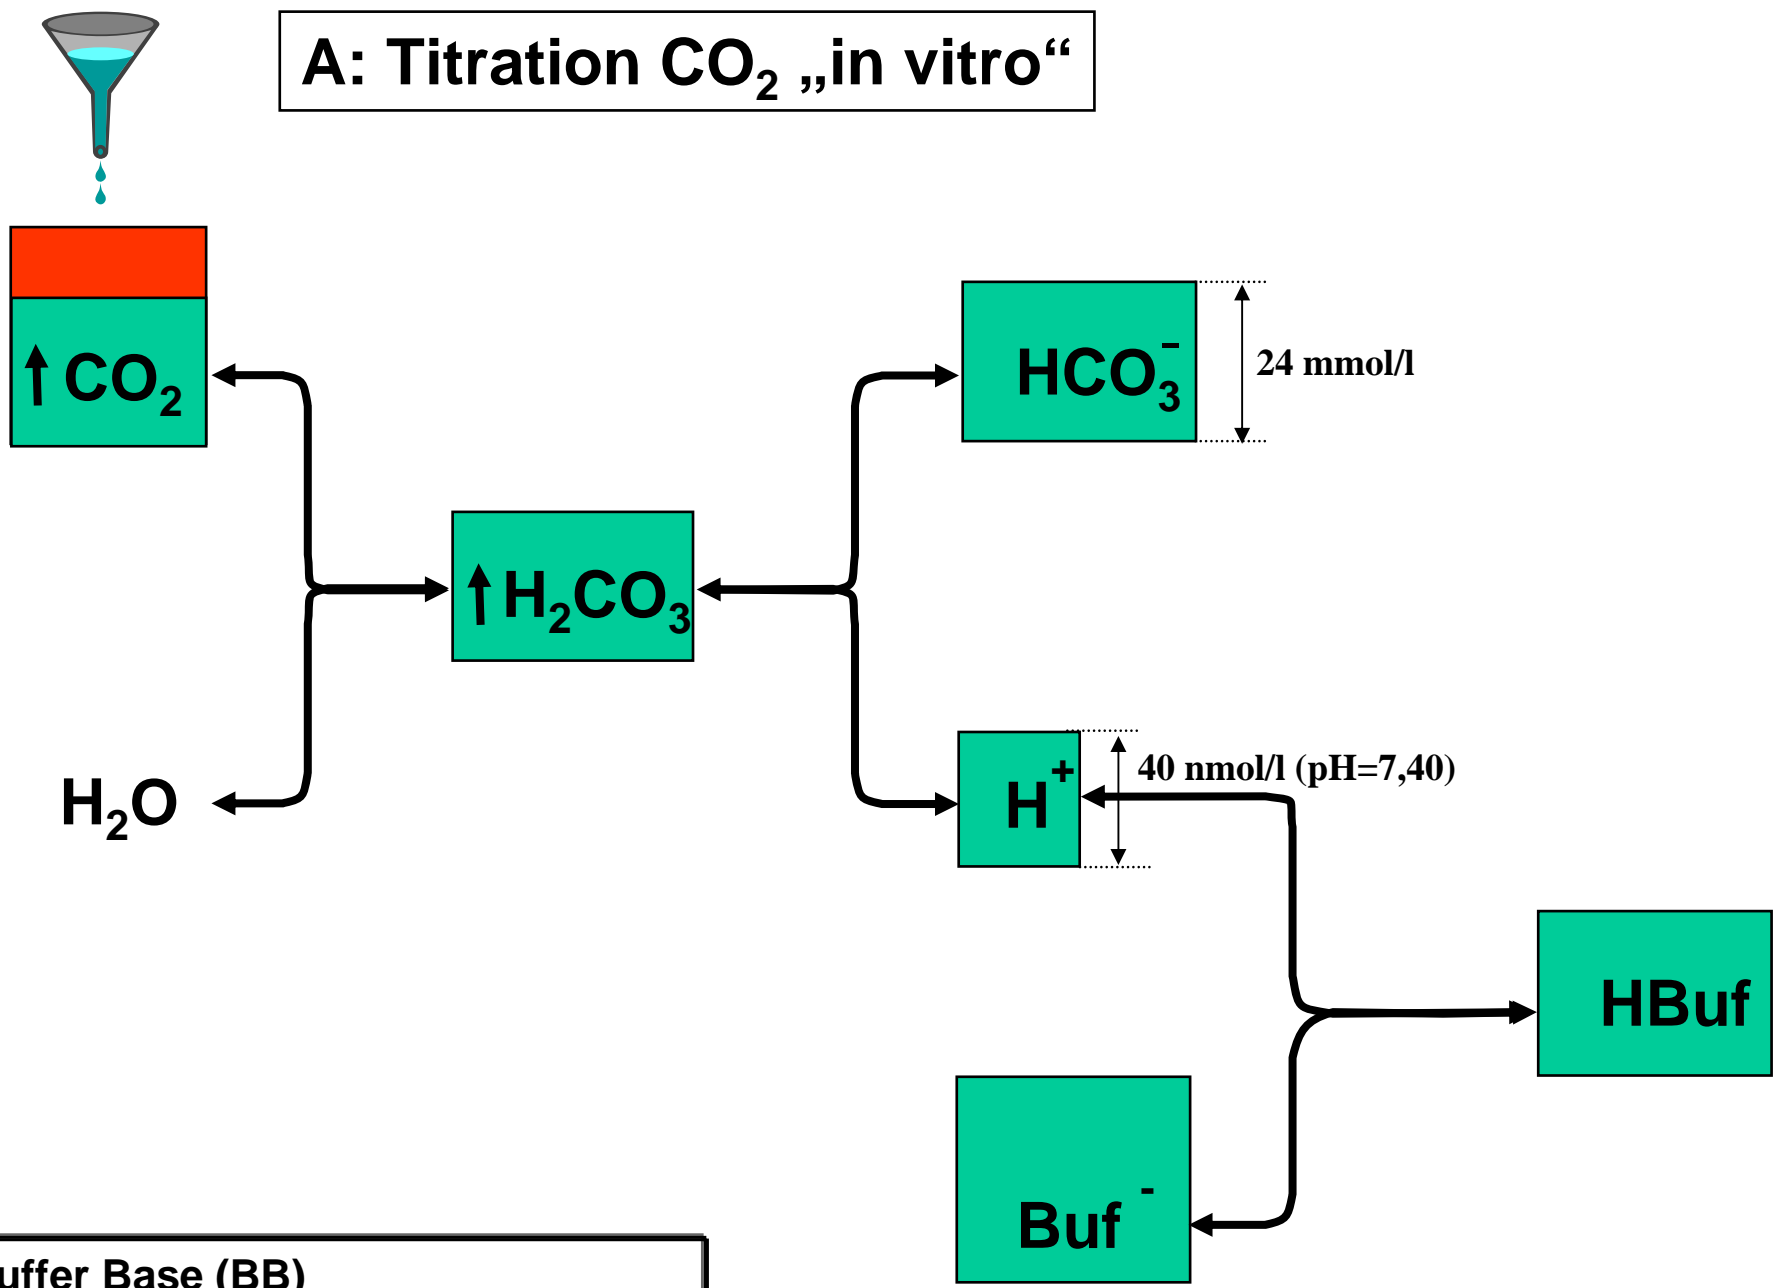 A: Titration CO₂ „in vitro“
↑ CO₂
HCO₃⁻
24 mmol/l
↑ H₂CO₃
H₂O
H⁺
40 nmol/l (pH=7,40)
HBuf
Buf⁻
uffer Base (BB)